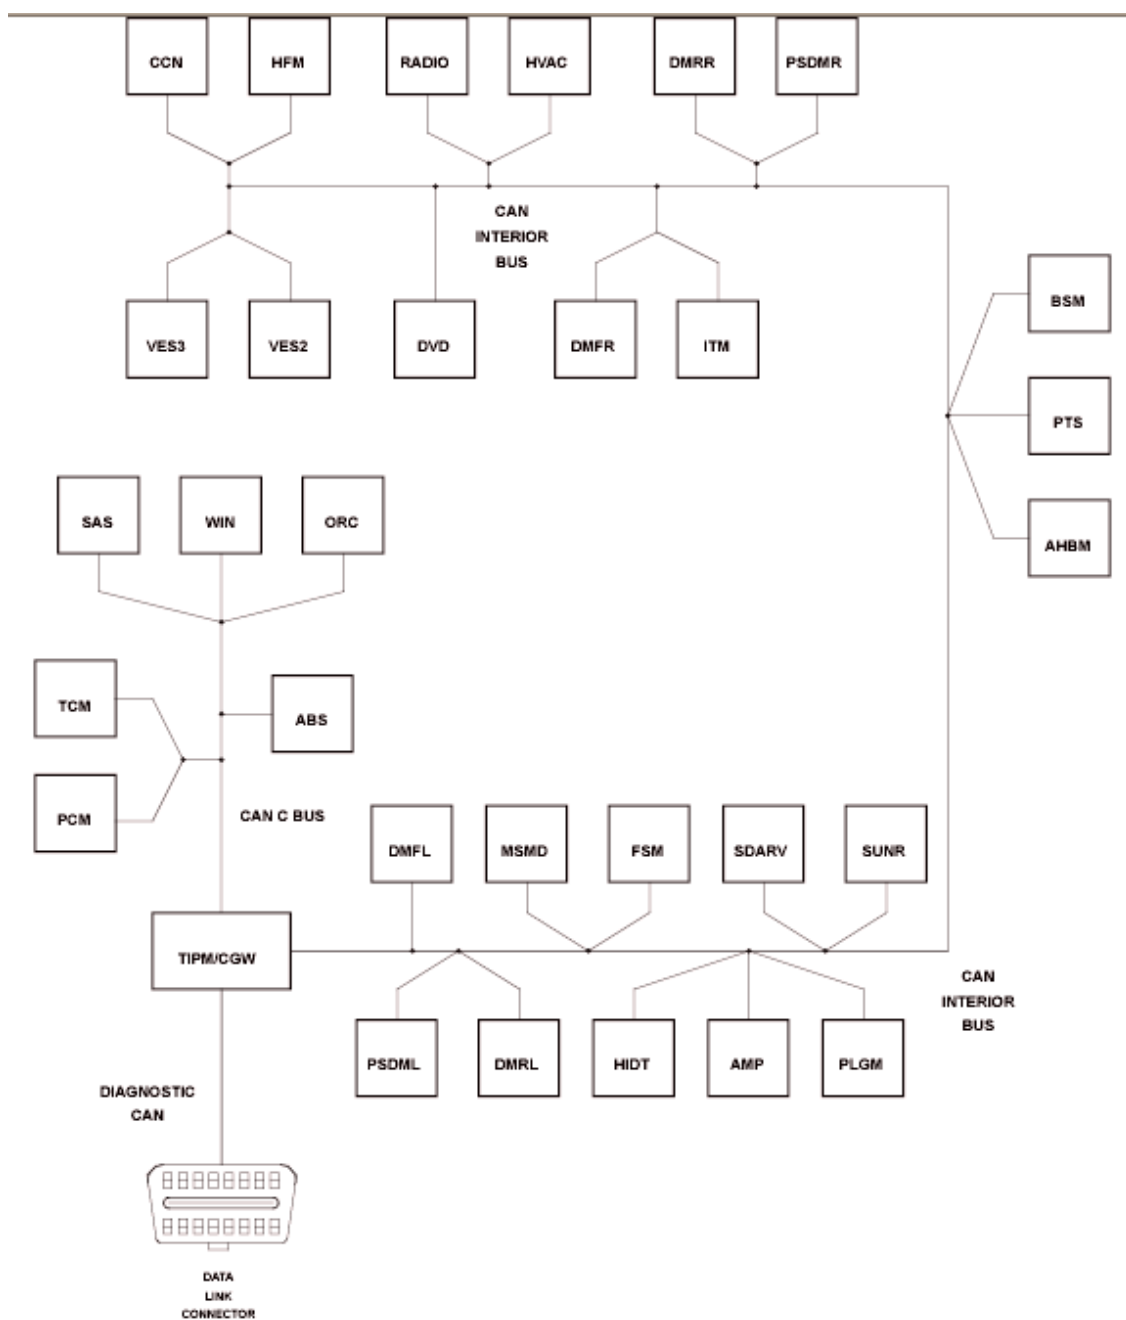 CCN
HFM
RADIO
HVAC
DMRR
PSDMR
CAN
INTERIOR
BUS
BSM
VES3
VES2
DVD
DMFR
ITM
PTS
SAS
WIN
ORC
AHBM
TCM
ABS
PCM
CAN C BUS
DMFL
MSMD
FSM
SDARV
SUNR
TIPM/CGW
CAN
INTERIOR
BUS
PSDML
DMRL
HIDT
AMP
PLGM
DIAGNOSTIC
CAN
DATA
LINK
CONNECTOR